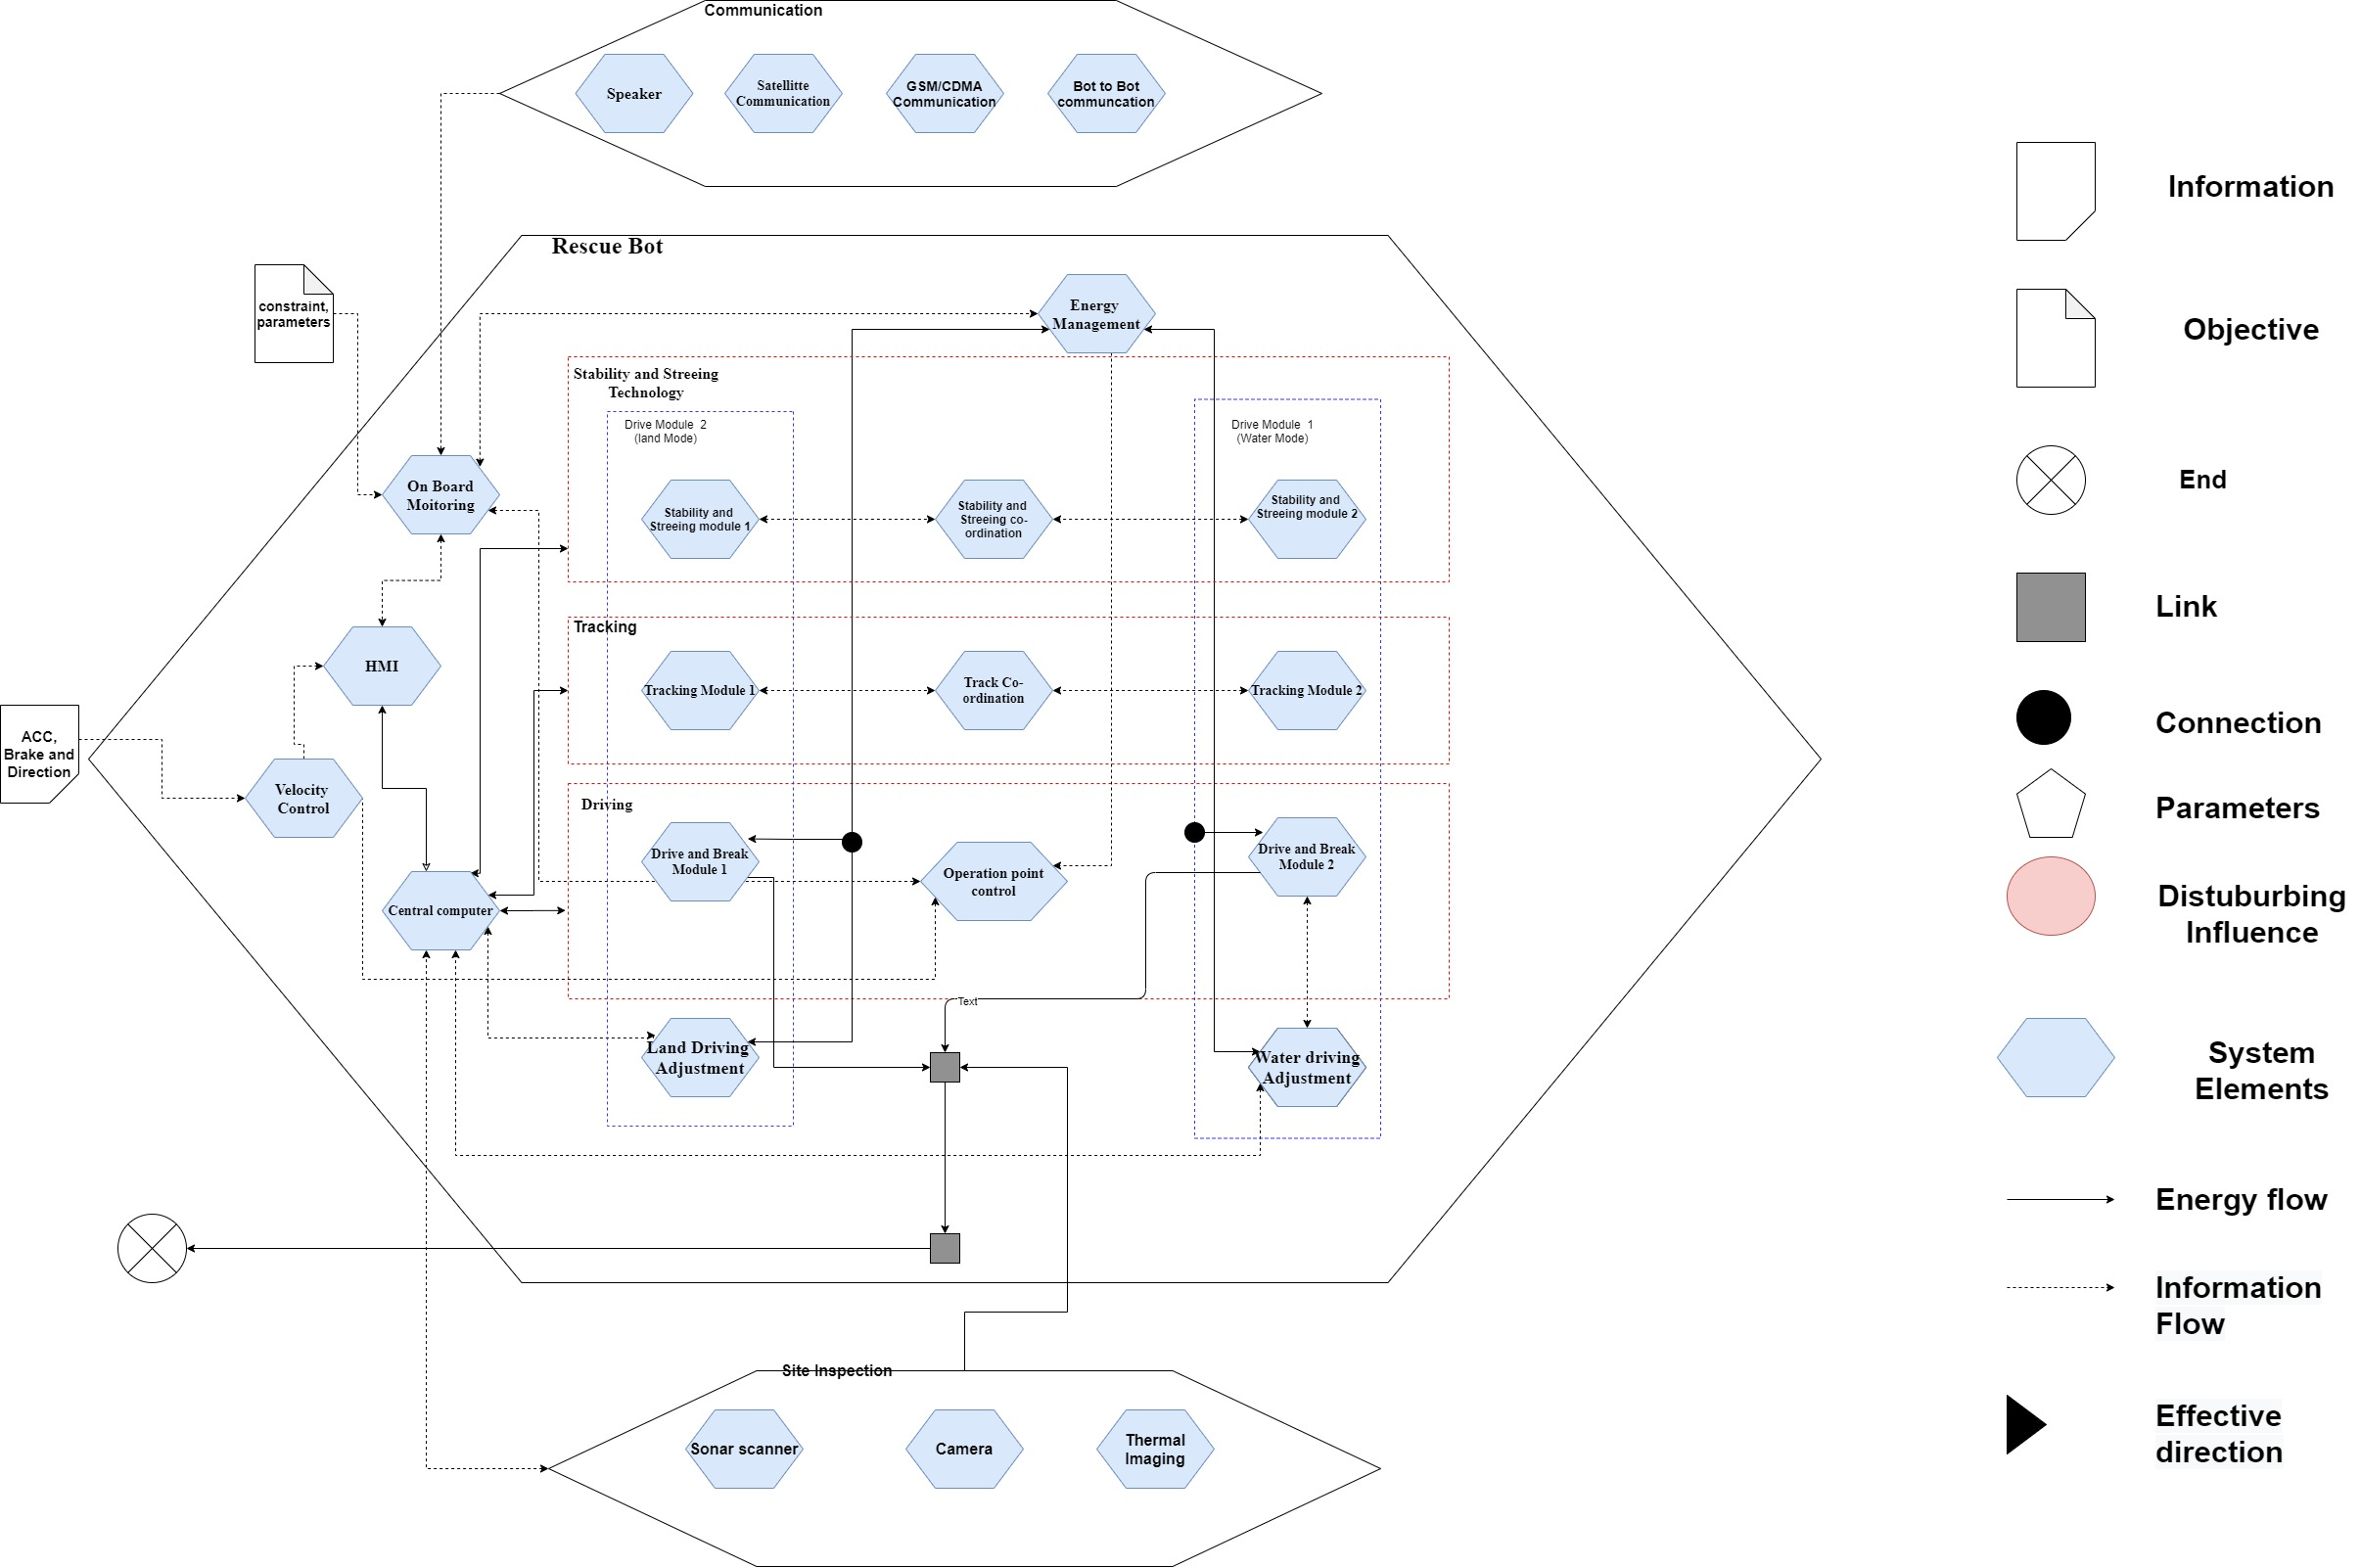 Communication
Speaker
Satellitte
Communication
GSM/CDMA
Communication
Bot to Bot
communcation
Rescue Bot
constraint,
parameters
Energy
Management
Stability and Streeing
Technology
Drive Module  2
(land Mode)
Drive Module  1
(Water Mode)
On Board
Moitoring
Stability and
Streeing module 1
Stability and
Streeing co-
ordination
Stability and
Streeing module 2
Tracking
HMI
Tracking Module 1
Track Co-
ordination
Tracking Module 2
ACC,
Brake and
Direction
Velocity
Control
Driving
Drive and Break
Module 1
Operation point
control
Drive and Break
Module 2
Central computer
Text
Land Driving
Adjustment
Water driving
Adjustment
Site Inspection
Sonar scanner
Camera
Thermal
Imaging
Information
Objective
End
Link
Connection
Parameters
Distuburbing
Influence
System
Elements
Energy flow
Information
Flow
Effective
direction